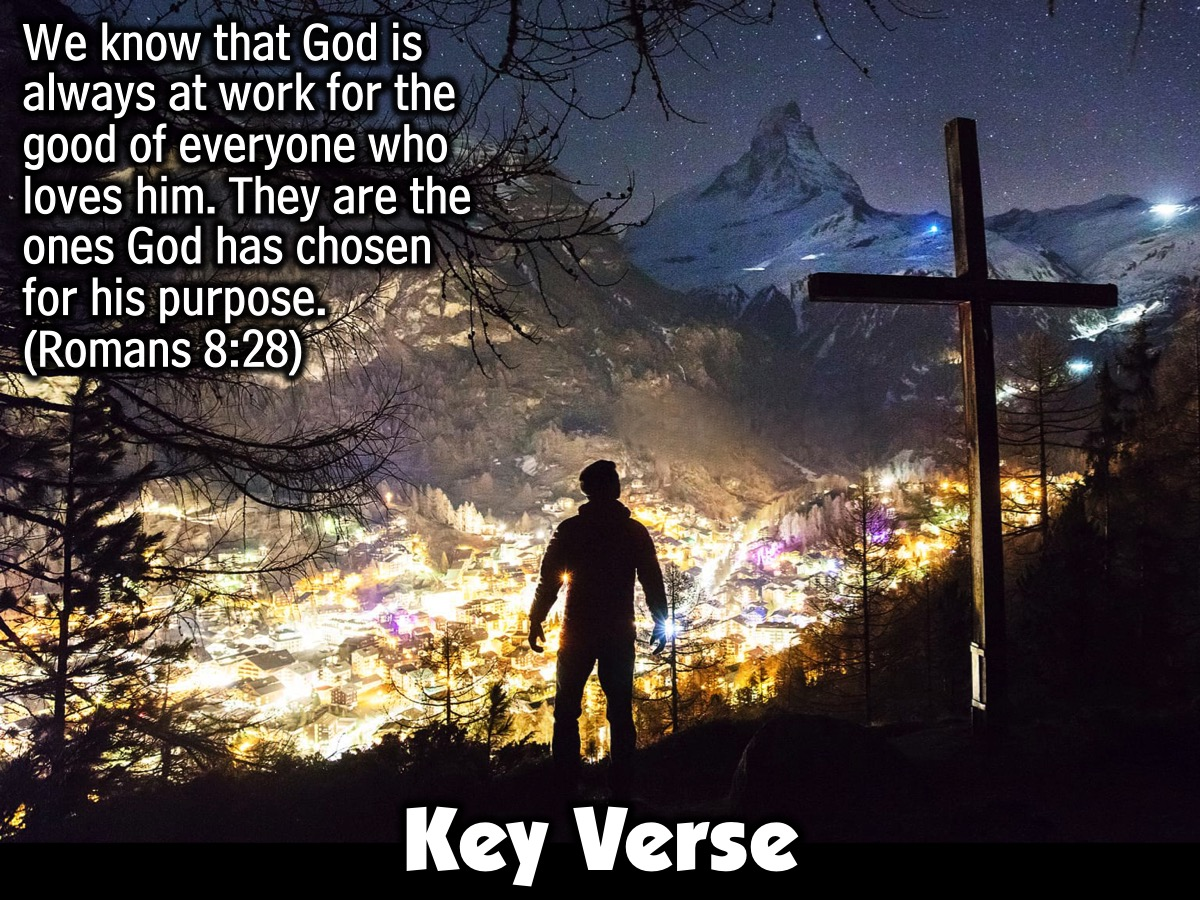 We know that God is
always at work for the
good of everyone who
loves him. They are the
ones God has chosen
for his purpose.
(Romans 8:28)
Key Verse